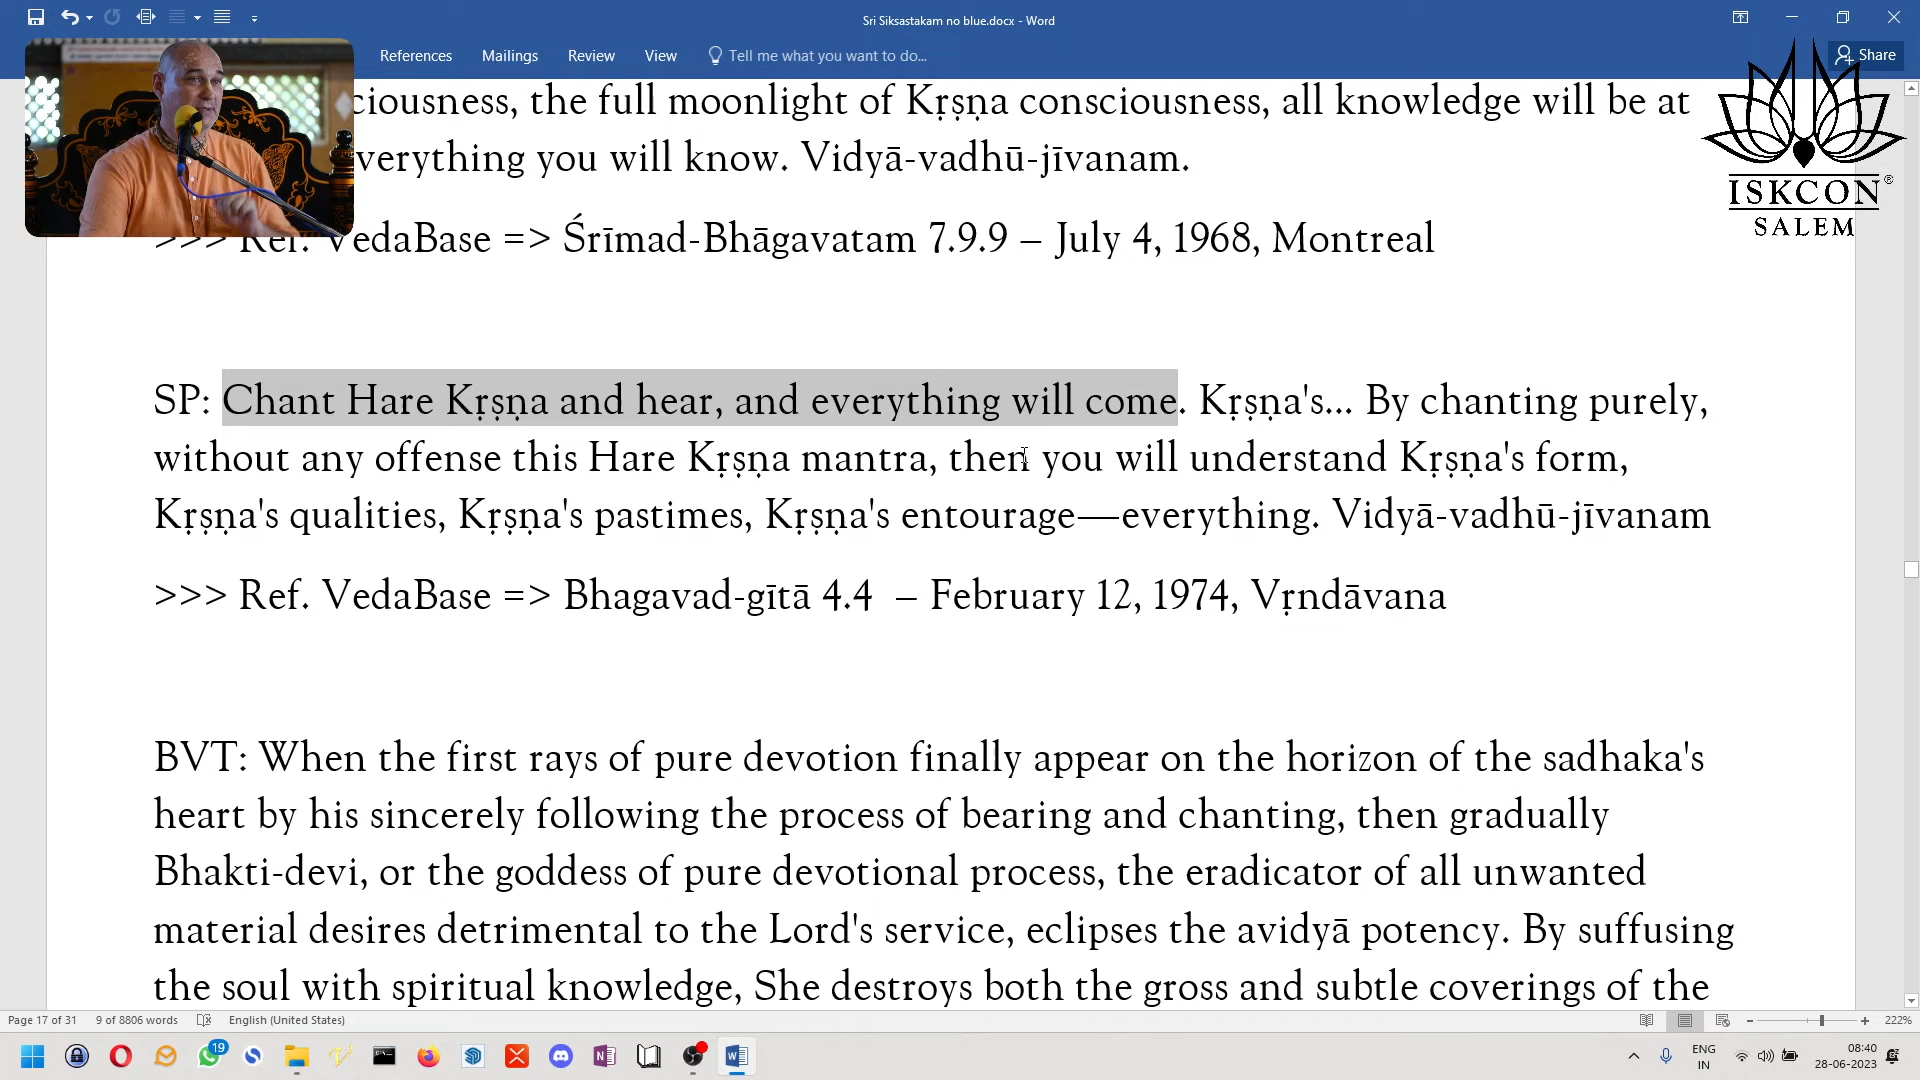 Sri Siksastakam no blue.docx - Word
References Mailings Review View Tell me what you want to do... Share
ciousness, the full moonlight of Kṛṣṇa consciousness, all knowledge will be at
verything you will know. Vidyā-vadhū-jīvanam.
>>> Ref. VedaBase => Śrīmad-Bhāgavatam 7.9.9 – July 4, 1968, Montreal
ISKCON®
SALEM
SP: Chant Hare Kṛṣṇa and hear, and everything will come. Kṛṣṇa's... By chanting purely,
without any offense this Hare Kṛṣṇa mantra, then you will understand Kṛṣṇa's form,
Kṛṣṇa's qualities, Kṛṣṇa's pastimes, Kṛṣṇa's entourage—everything. Vidyā-vadhū-jīvanam
>>> Ref. VedaBase => Bhagavad-gītā 4.4 – February 12, 1974, Vṛndāvana
BVT: When the first rays of pure devotion finally appear on the horizon of the sadhaka's
heart by his sincerely following the process of bearing and chanting, then gradually
Bhakti-devi, or the goddess of pure devotional process, the eradicator of all unwanted
material desires detrimental to the Lord's service, eclipses the avidyā potency. By suffusing
the soul with spiritual knowledge, She destroys both the gross and subtle coverings of the
Page 17 of 31 9 of 8806 words English (United States) 222%
19
ENG
IN
08:40
28-06-2023